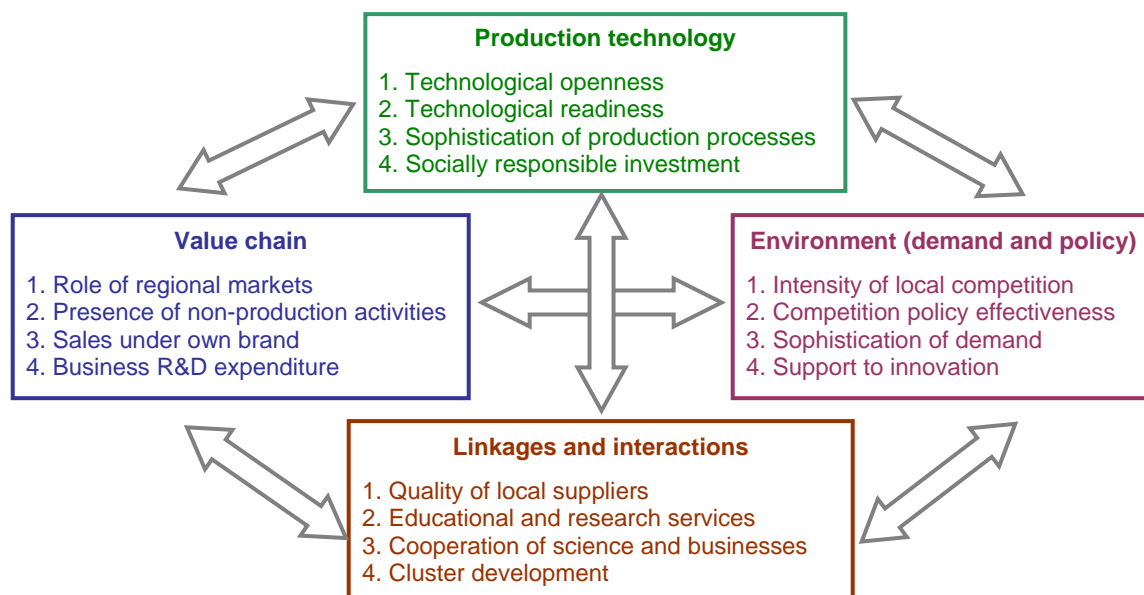 Production technology
1. Technological openness
2. Technological readiness
3. Sophistication of production processes
4. Socially responsible investment
Value chain
1. Role of regional markets
2. Presence of non-production activities
3. Sales under own brand
4. Business R&D expenditure
Environment (demand and policy)
1. Intensity of local competition
2. Competition policy effectiveness
3. Sophistication of demand
4. Support to innovation
Linkages and interactions
1. Quality of local suppliers
2. Educational and research services
3. Cooperation of science and businesses
4. Cluster development